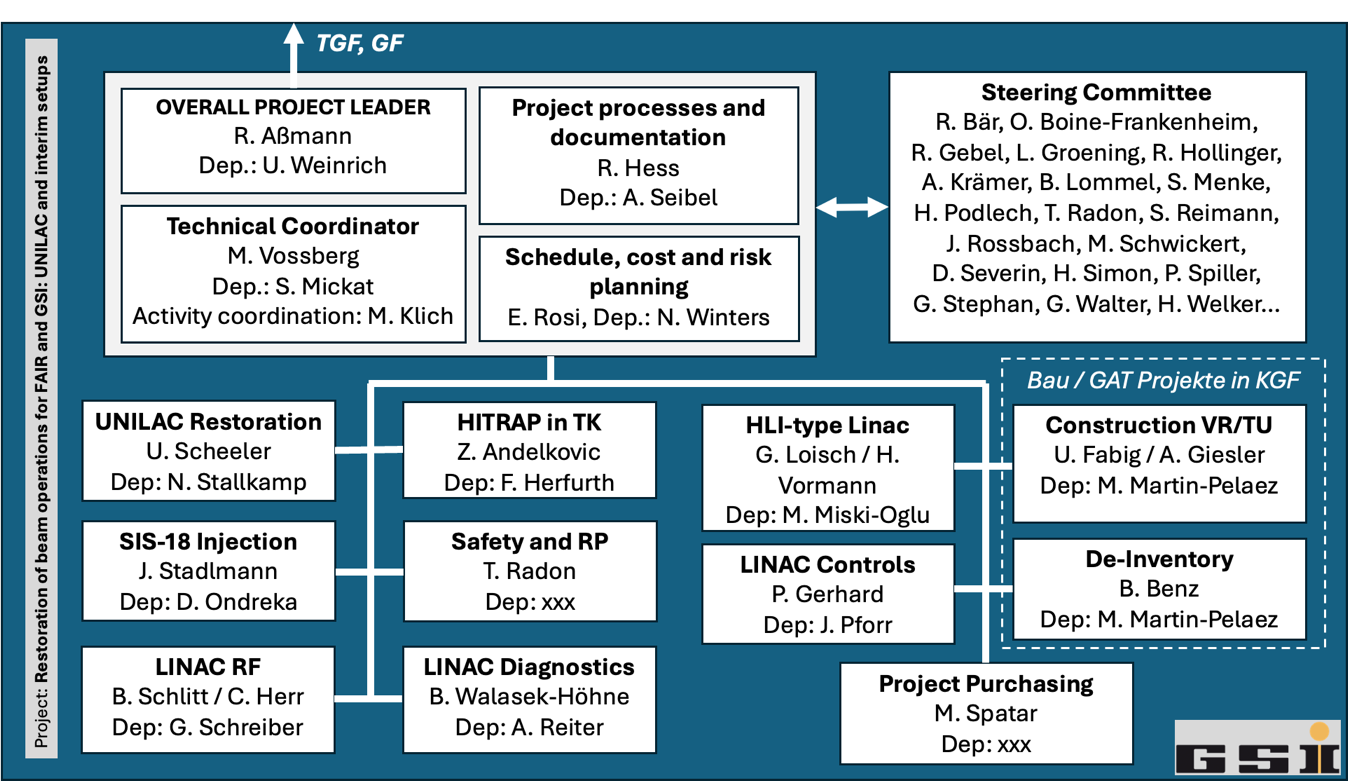 Project: Restoration of beam operations for FAIR and GSI: UNILAC and interim setups
TGF, GF
OVERALL PROJECT LEADER
R. Aßmann
Dep.: U. Weinrich
Technical Coordinator
M. Vossberg
Dep.: S. Mickat
Activity coordination: M. Klich
Project processes and
documentation
R. Hess
Dep.: A. Seibel
Schedule, cost and risk
planning
E. Rosi, Dep.: N. Winters
Steering Committee
R. Bär, O. Boine-Frankenheim,
R. Gebel, L. Groening, R. Hollinger,
A. Krämer, B. Lommel, S. Menke,
H. Podlech, T. Radon, S. Reimann,
J. Rossbach, M. Schwickert,
D. Severin, H. Simon, P. Spiller,
G. Stephan, G. Walter, H. Welker...
UNILAC Restoration
U. Scheeler
Dep: N. Stallkamp
HITRAP in TK
Z. Andelkovic
Dep: F. Herfurth
SIS-18 Injection
J. Stadlmann
Dep: D. Ondreka
Safety and RP
T. Radon
Dep: xxx
LINAC RF
B. Schlitt / C. Herr
Dep: G. Schreiber
LINAC Diagnostics
B. Walasek-Höhne
Dep: A. Reiter
HLI-type Linac
G. Loisch / H.
Vormann
Dep: M. Miski-Oglu
LINAC Controls
P. Gerhard
Dep: J. Pforr
Bau / GAT Projekte in KGF
Construction VR/TU
U. Fabig / A. Giesler
Dep: M. Martin-Pelaez
De-Inventory
B. Benz
Dep: M. Martin-Pelaez
Project Purchasing
M. Spatar
Dep: xxx
GSI